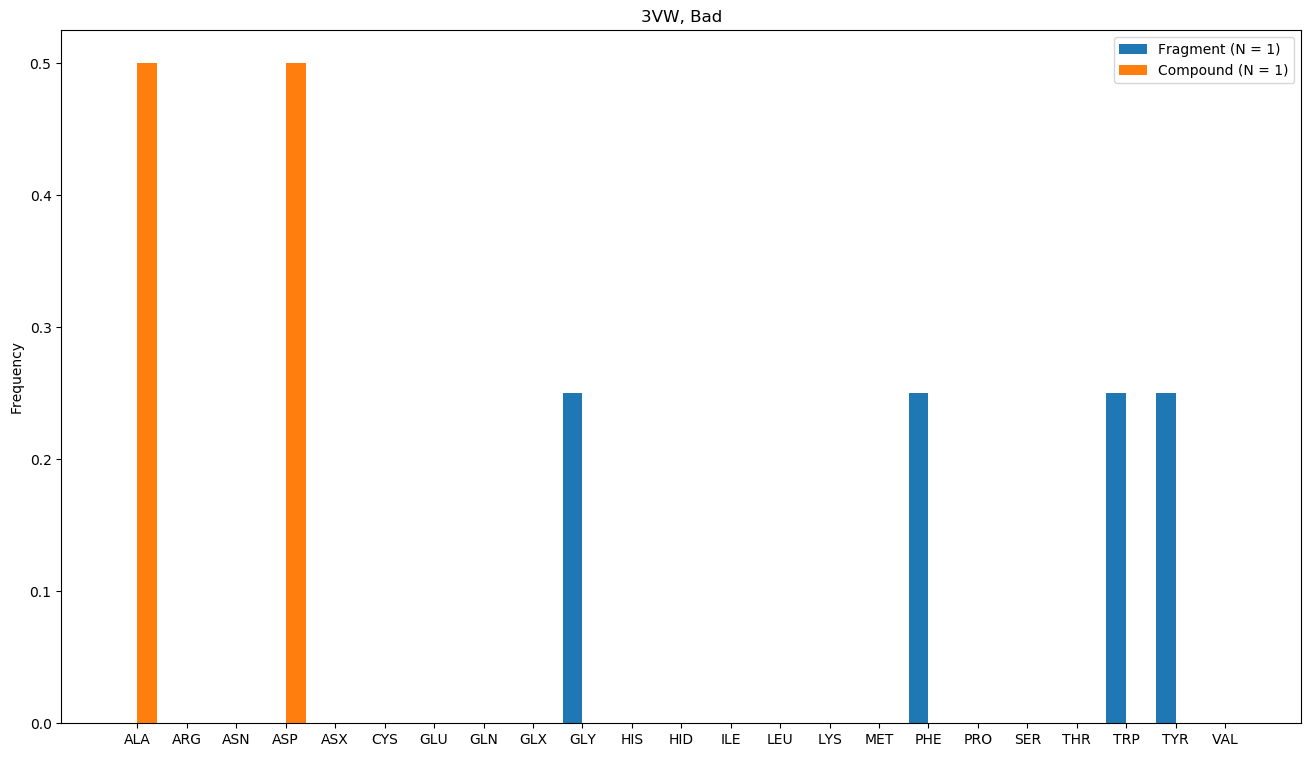 3VW, Bad
Fragment (N = 1)
Compound (N = 1)
Frequency
0.5
0.4
0.3
0.2
0.1
0.0
ALA ARG ASN ASP ASX CYS GLU GLN GLX GLY HIS HID ILE LEU LYS MET PHE PRO SER THR TRP TYR VAL